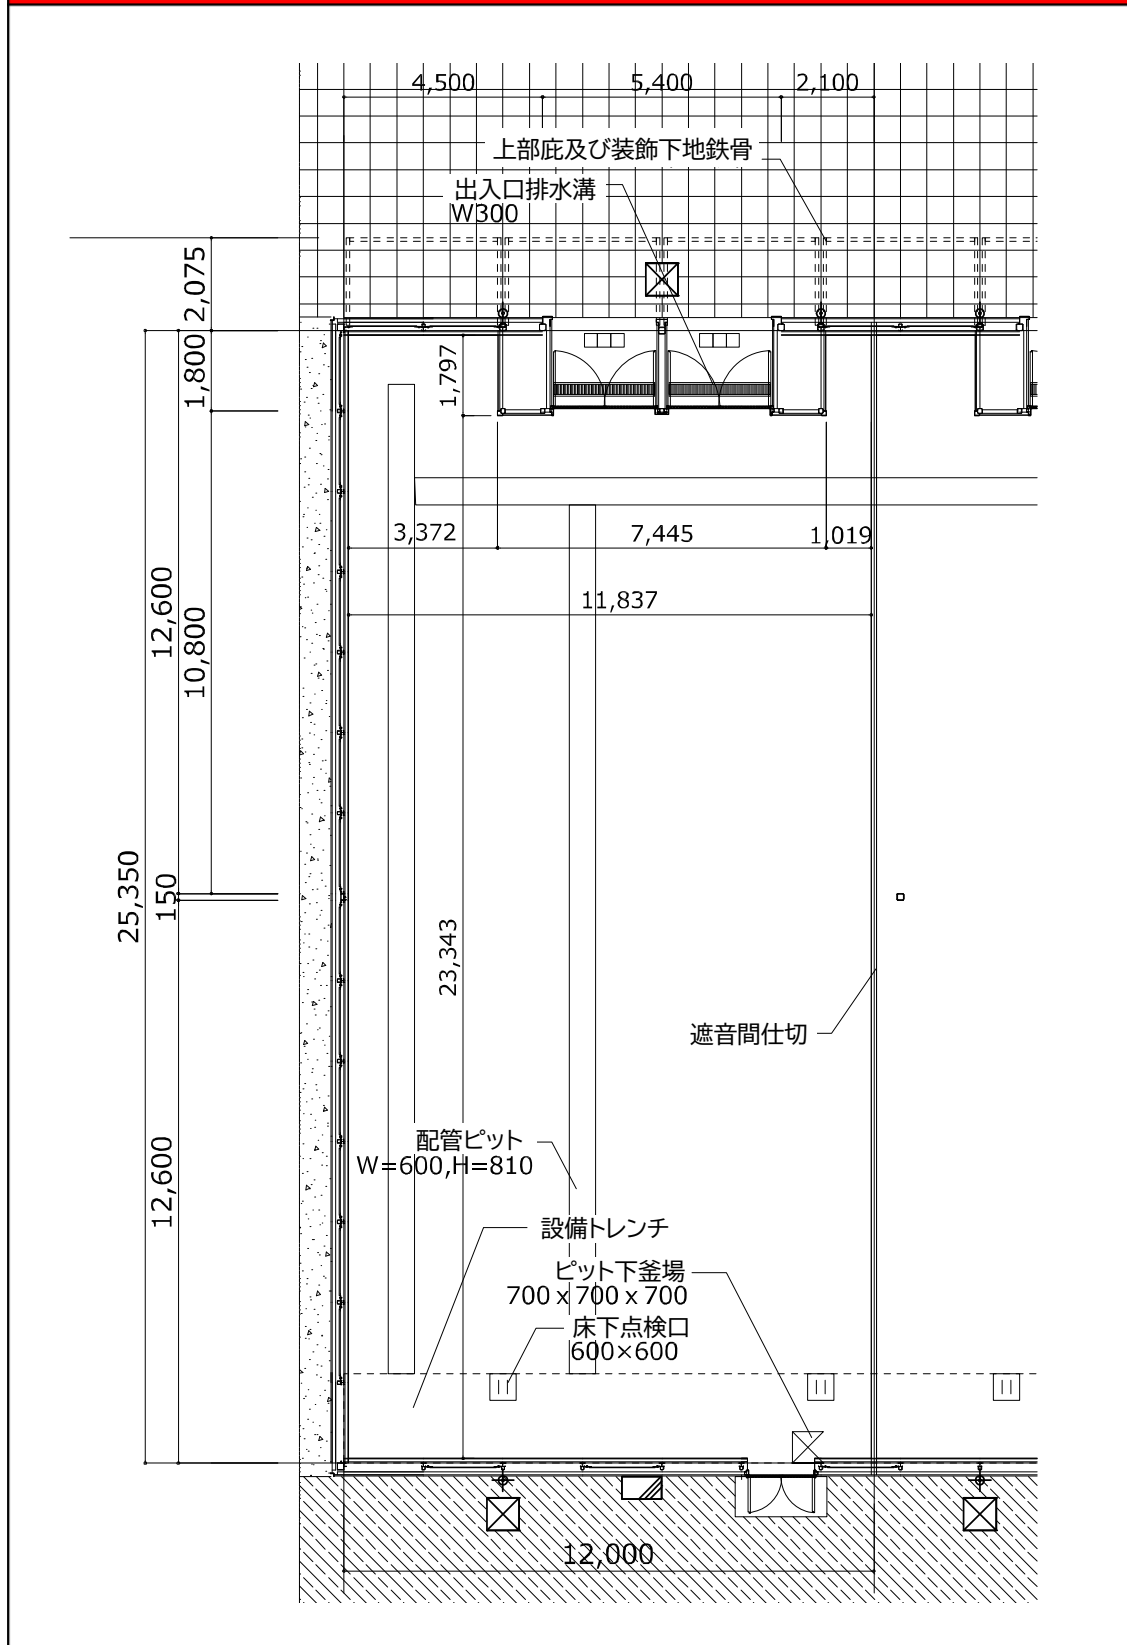 4,500
5,400
2,100
上部庇及び装飾下地鉄骨
出入口排水溝
W300
2,075
1,800
1,797
3,372
7,445
1,019
11,837
12,600
10,800
25,350
150
23,343
遮音間仕切
配管ピット
W=600,H=810
12,600
設備トレンチ
ピット下釜場
700 x 700 x 700
床下点検口
600×600
12,000